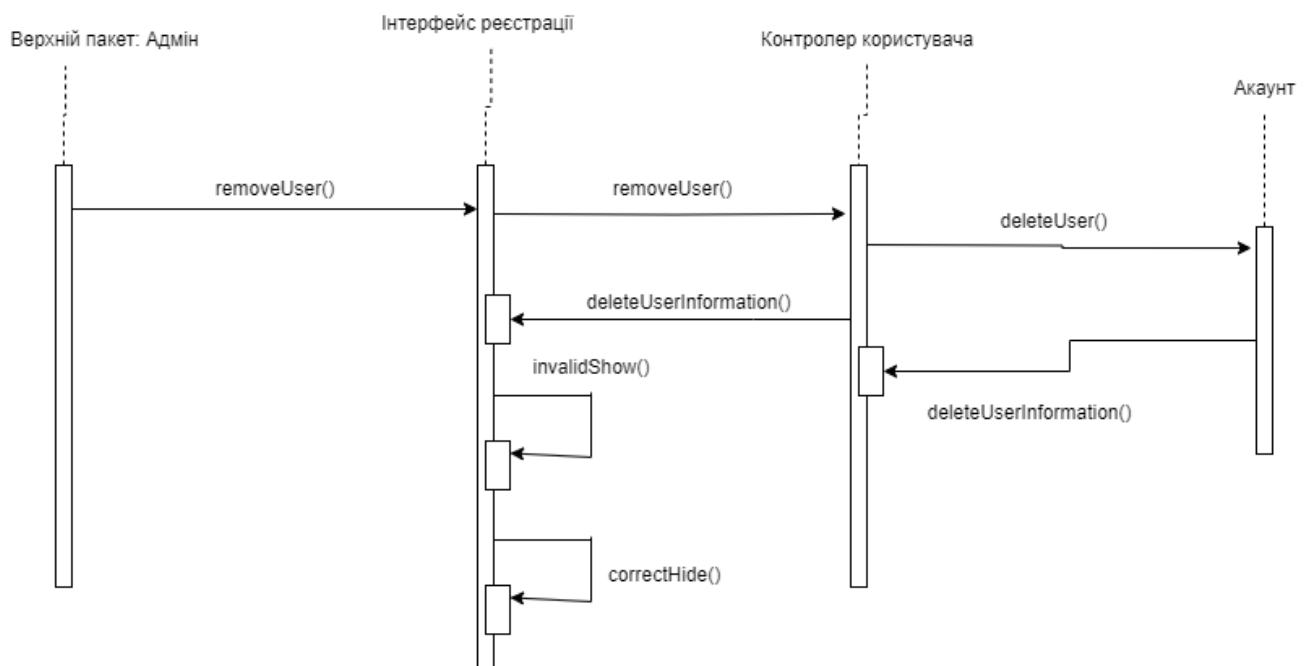 Інтерфейс реєстрації
Верхній пакет: Адмін
Контролер користувача
Акаунт
removeUser()
removeUser()
deleteUser()
deleteUserInformation()
invalidShow()
deleteUserInformation()
correctHide()